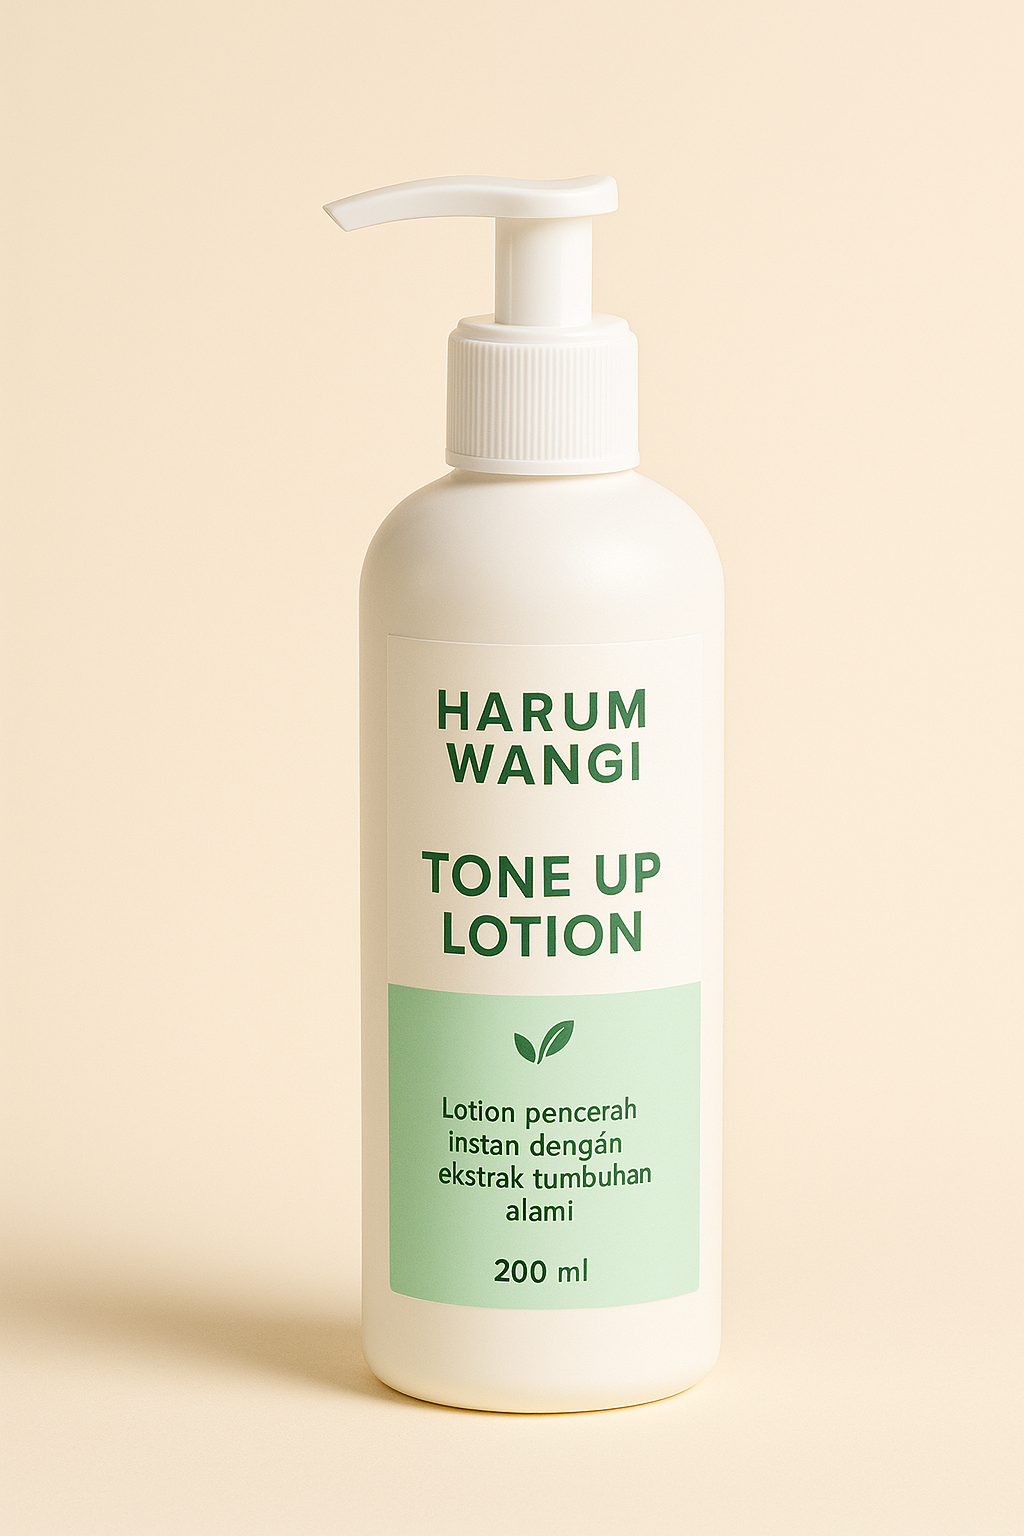 HARUM
WANGI
TONE UP
LOTION
Lotion pencerah
instan dengán
ekstrak tumbuhan
alami
200 ml